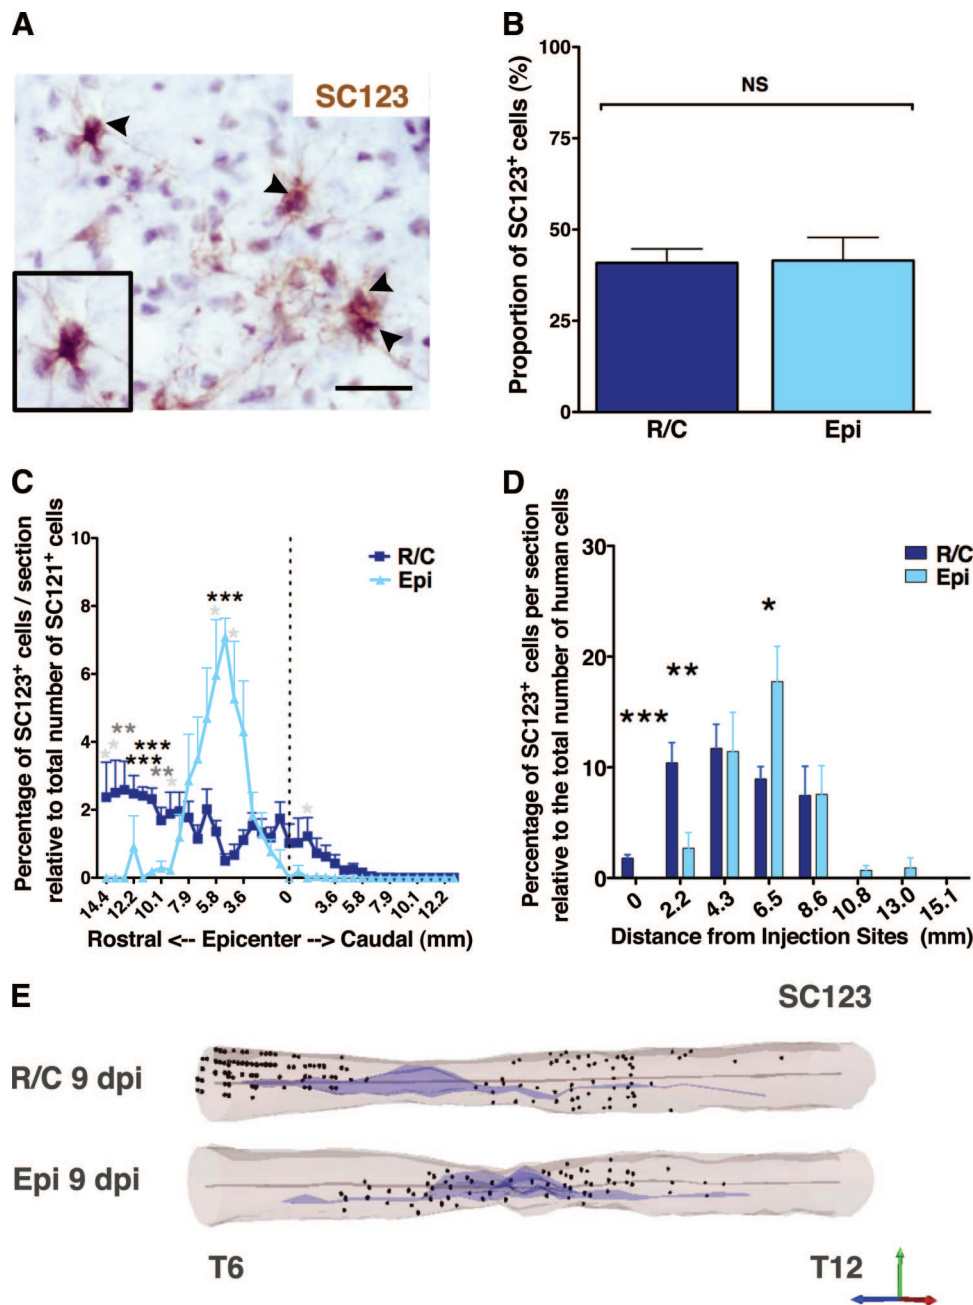 A
SC123
B
Proportion of SC123+ cells (%)
100
75
50
25
0
NS
R/C
Epi
C
Percentage of SC123+ cells / section
relative to total number of SC121+ cells
10
8
6
4
2
0
R/C
Epi
***
*
*
**
*
*
***
***
**
*
*
14.4
12.2
10.1
7.9
5.8
3.6
0
3.6
5.8
7.9
10.1
12.2
Rostral <-- Epicenter --> Caudal (mm)
D
Percentage of SC123+ cells per section
relative to the total number of human cells
30
20
10
0
R/C
Epi
***
**
*
0
2.2
4.3
6.5
8.6
10.8
13.0
15.1
Distance from Injection Sites (mm)
E
SC123
R/C 9 dpi
Epi 9 dpi
T6
T12